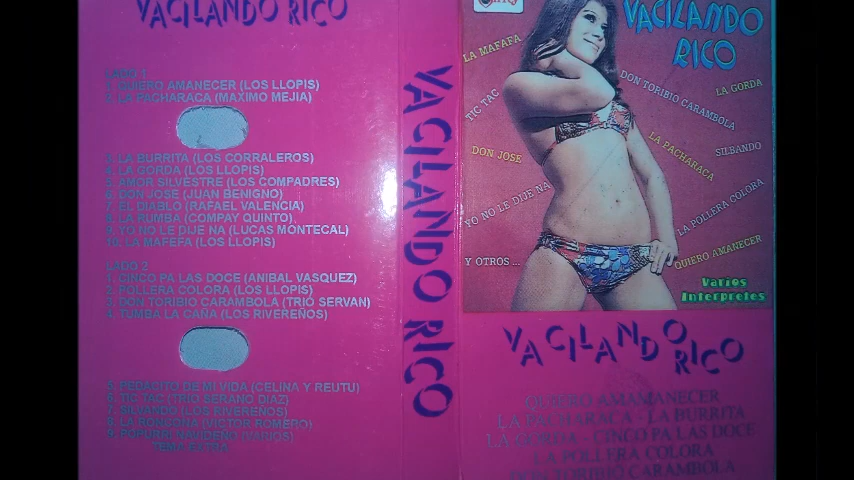 VACILANDO RICO
LADO 1
1. QUIERO AMANECER (LOS LLOPIS)
2. LA PACHARACA (MAXIMO MEJIA)
3. LA BURRITA (LOS CORRALEROS)
4. LA GORDA (LOS LLOPIS)
5. AMOR SILVESTRE (LOS COMPADRES)
6. DON JOSE (JUAN BENIGNO)
7. EL DIABLO (RAFAEL VALENCIA)
8. LA RUMBA (COMPAY QUINTO)
9. YO NO LE DIJE NA (LUCAS MONTECAL)
10. LA MAFEFA (LOS LLOPIS)
LADO 2
1. CINCO PA LAS DOCE (ANIBAL VASQUEZ)
2. POLLERA COLORA (LOS LLOPIS)
3. DON TORIBIO CARAMBOLA (TRIO SERVAN)
4. TUMBA LA CAÑA (LOS RIVEREÑOS)
5. PEDACITO DE MI VIDA (CELINA Y REUTU)
6. TIC TAC (TRIO SERANO DIAZ)
7. SILVANDO (LOS RIVEREÑOS)
8. LA RONCONA (VICTOR ROMERO)
9. (VARIOS)
TEMA EXTRA
VACILANDO RICO
VACILANDO
RICO
LA MAFAFA
TIC TAC
DON JOSE
YO NO LE DIJE NA
Y OTROS ...
DON TORIBIO CARAMBOLA
LA GORDA
LA PACHARACA
SILBANDO
LA POLLERA COLORA
QUIERO AMANECER
Varios
Interpretes
VACILANDO RICO
QUIERO AMAMANECER
LA PACHARACA - LA BURRITA
LA GORDA - CINCO PA LAS DOCE
LA POLLERA COLORA
DON TORIBIO CARAMBOLA